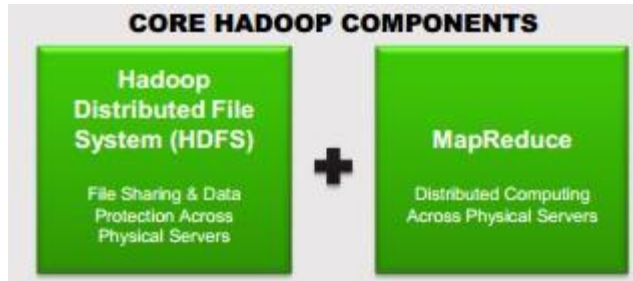 CORE HADOOP COMPONENTS
Hadoop
Distributed File
System (HDFS)
File Sharing & Data
Protection Across
Physical Servers
MapReduce
Distributed Computing
Across Physical Servers